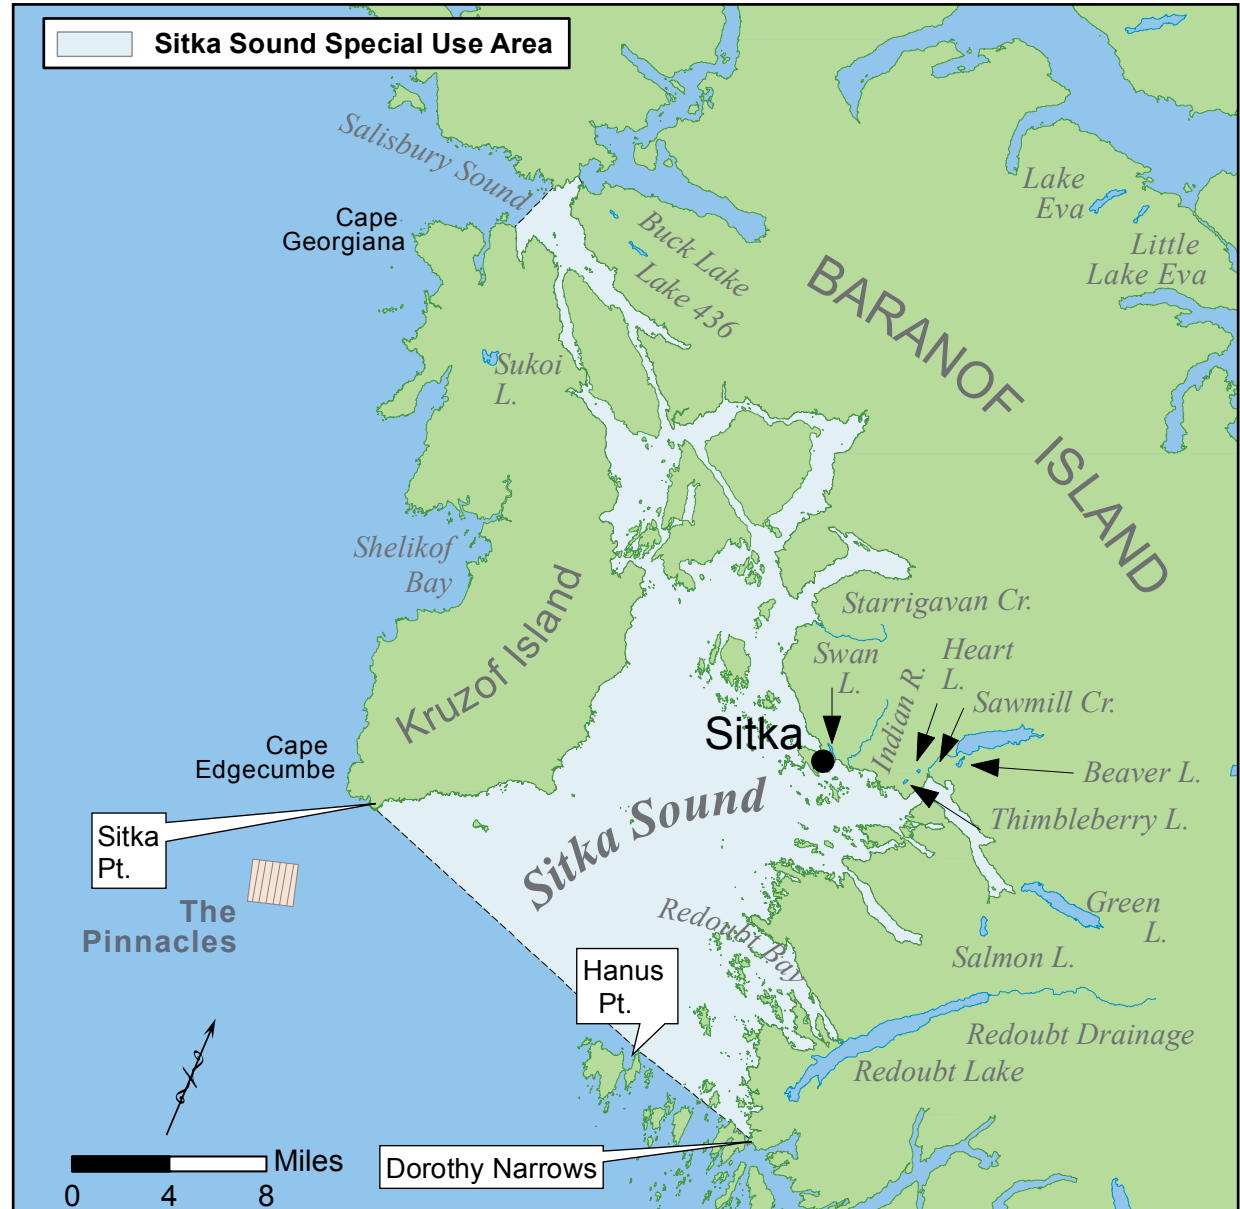 Sitka Sound Special Use Area
Salisbury Sound
Cape
Georgiana
Buck Lake
Lake 436
Lake
Eva
Little
Lake Eva
BARANOF ISLAND
Sukoi
L.
Shelikof
Bay
Kruzof Island
Starrigavan Cr.
Swan
L.
Indian R.
Heart
L.
Sawmill Cr.
Sitka
Beaver L.
Thimbleberry L.
Cape
Edgecumbe
Sitka Sound
Sitka
Pt.
The
Pinnacles
Redoubt Bay
Green
L.
Salmon L.
Hanus
Pt.
Redoubt Drainage
Redoubt Lake
Dorothy Narrows
Miles
0 4 8